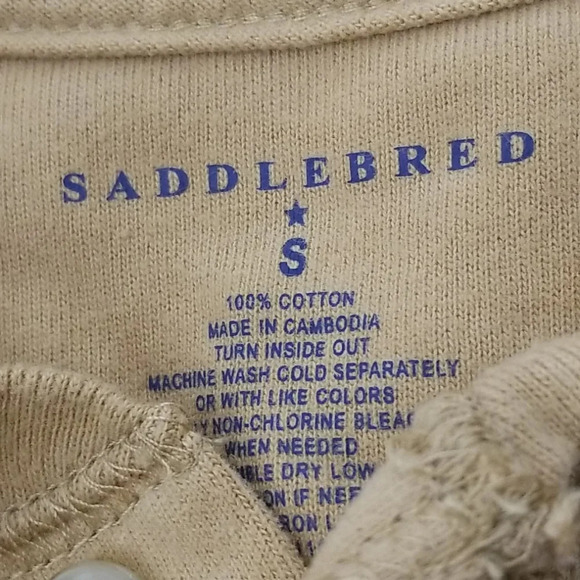 SADDLEBRED
S
100% COTTON
MADE IN CAMBODIA
TURN INSIDE OUT
MACHINE WASH COLD SEPARATELY
OR WITH LIKE COLORS
NON-CHLORINE
WHEN NEEDED
DRY LOW
IF